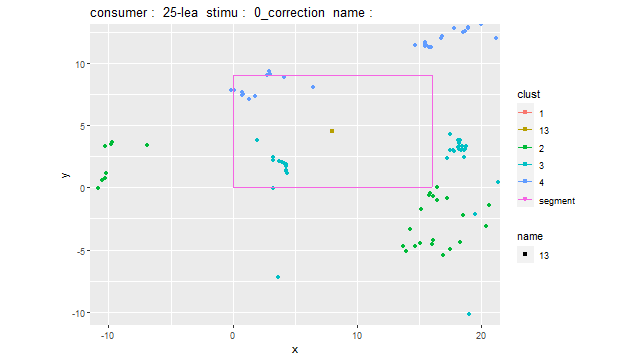 consumer :  25-lea  stimu :  0_correction  name :
10
5
0
-5
-10
y
-10
0
10
20
x
clust
1
13
2
3
4
segment
name
13